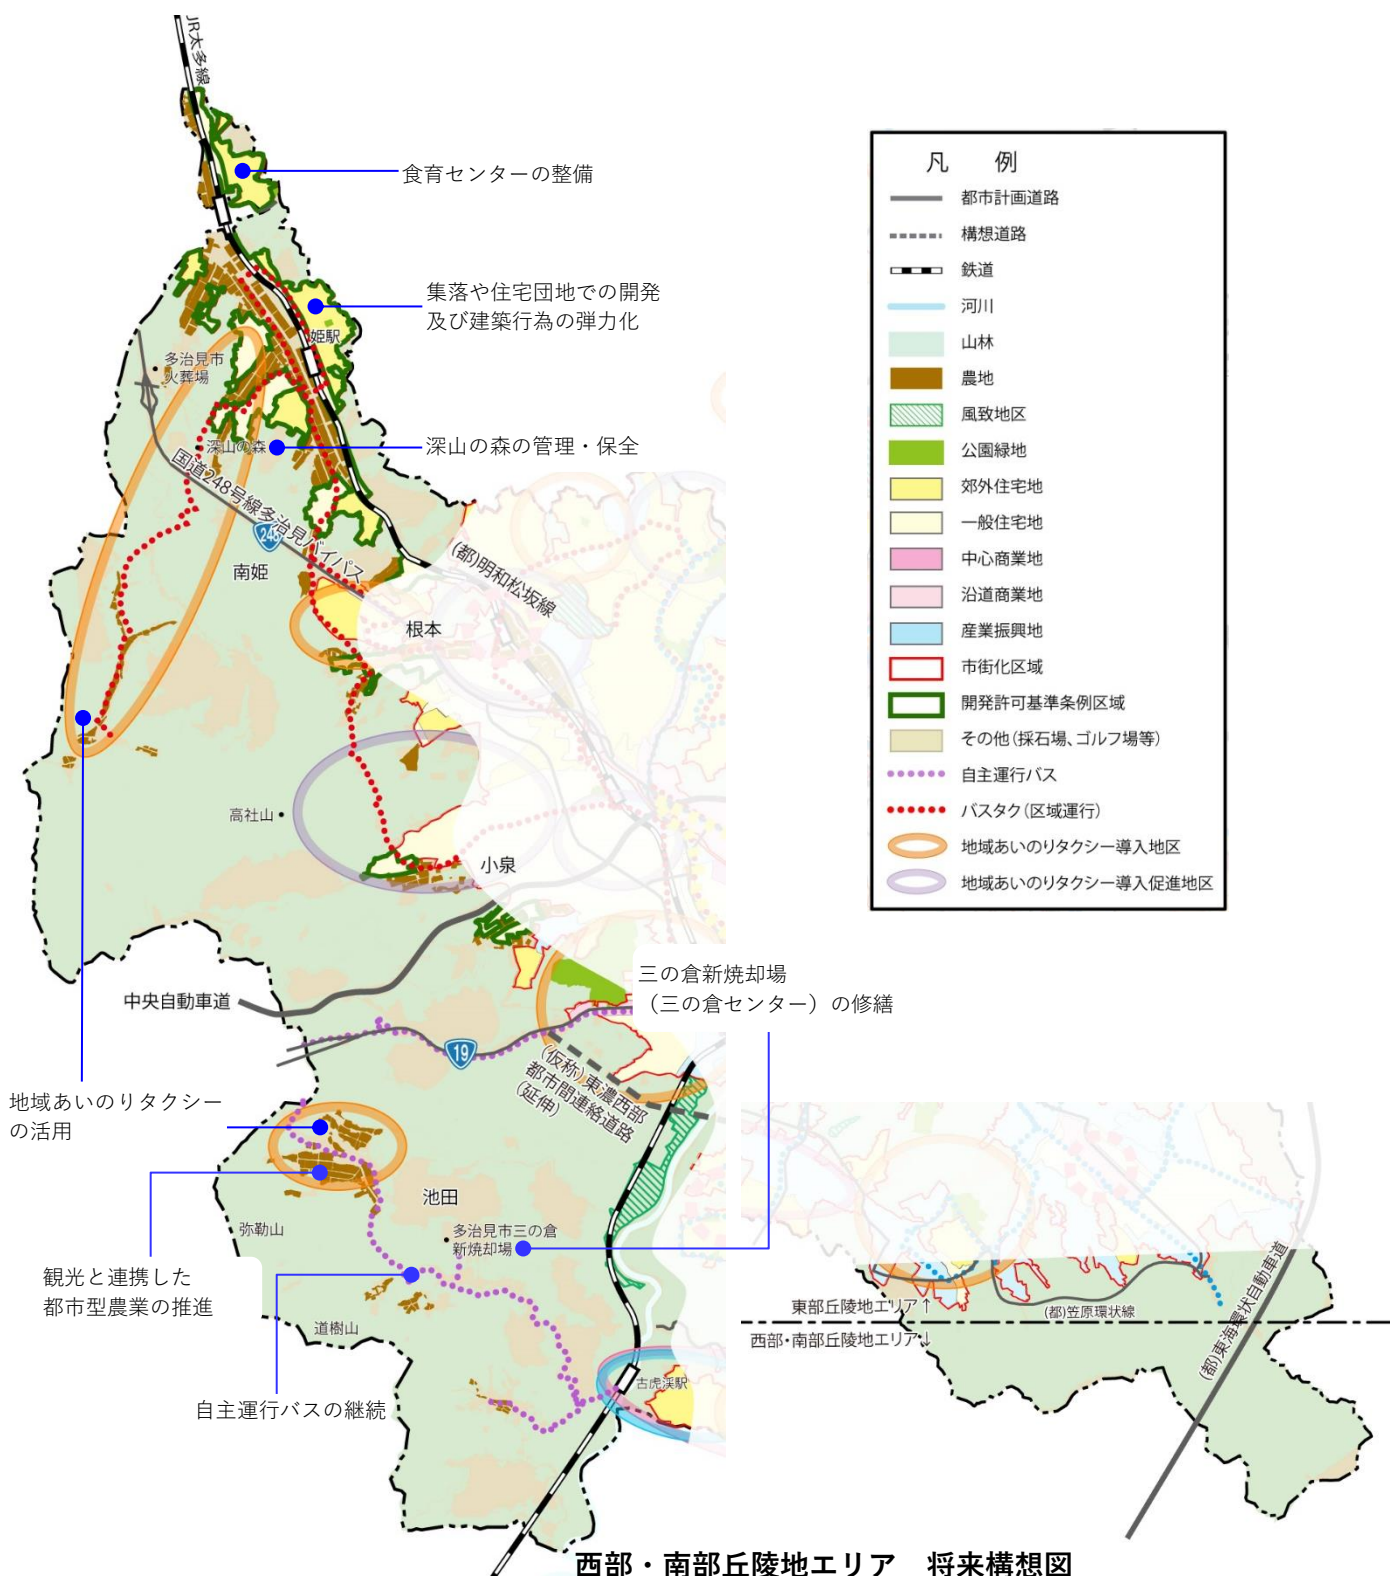 JR太多線
食育センターの整備
集落や住宅団地での開発
及び建築行為の弾力化
姫駅
多治見市
火葬場
深山の森
深山の森の管理・保全
国道248号線多治見バイパス
248
南姫
(都)明和松坂線
根本
高社山
小泉
中央自動車道
三の倉新焼却場
（三の倉センター）の修繕
19
(仮称)東濃西部
都市間連絡道路
(延伸)
地域あいのりタクシー
の活用
池田
弥勒山
多治見市三の倉
新焼却場
観光と連携した
都市型農業の推進
道樹山
自主運行バスの継続
古虎渓駅
凡　例
都市計画道路
構想道路
鉄道
河川
山林
農地
風致地区
公園緑地
郊外住宅地
一般住宅地
中心商業地
沿道商業地
産業振興地
市街化区域
開発許可基準条例区域
その他(採石場、ゴルフ場等)
自主運行バス
バスタク(区域運行)
地域あいのりタクシー導入地区
地域あいのりタクシー導入促進地区
東部丘陵地エリア↑
西部・南部丘陵地エリア↓
(都)笠原環状線
(都)東海環状自動車道
西部・南部丘陵地エリア　将来構想図